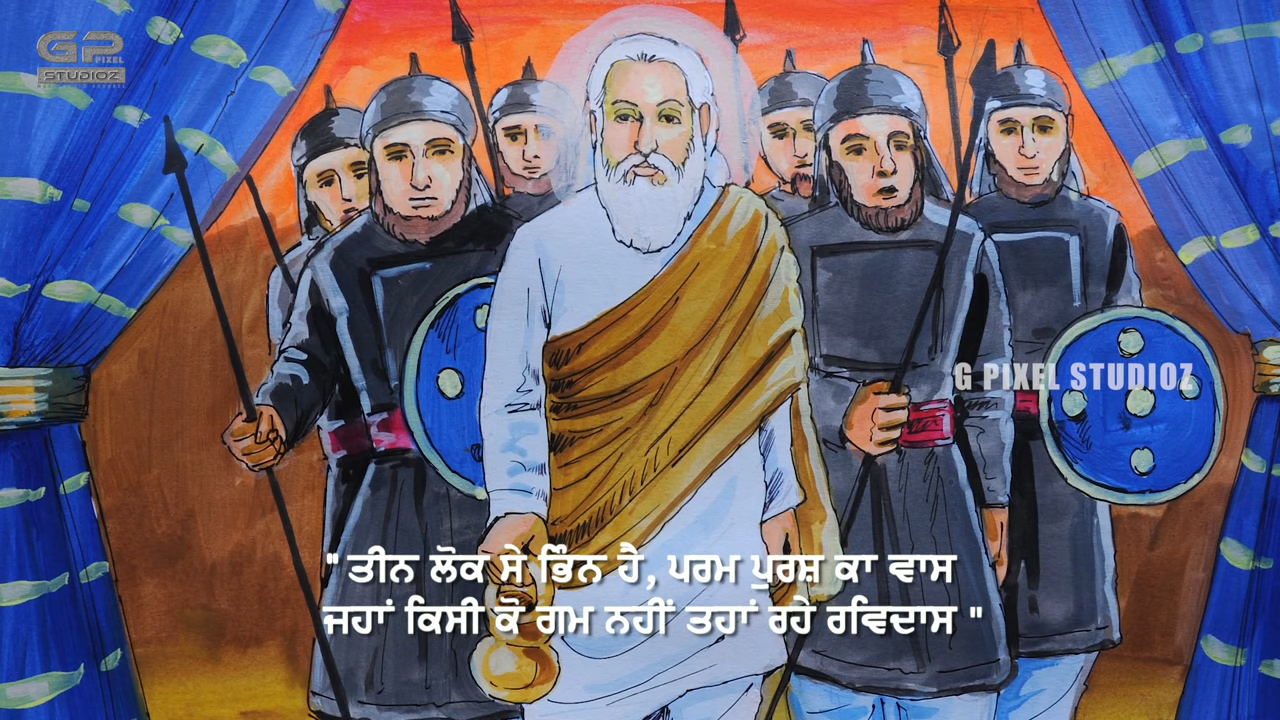 GP
PIXEL
STUDIOZ
G PIXEL STUDIOZ
" ਤੀਨ ਲੋਕ ਸੇ ਭਿੰਨ ਹੈ, ਪਰਮ ਪੁਰਸ਼ ਕਾ ਵਾਸ
ਜਹਾਂ ਕਿਸੀ ਕੋ ਗਮ ਨਹੀਂ ਤਹਾਂ ਰਹੇ ਰਵਿਦਾਸ "